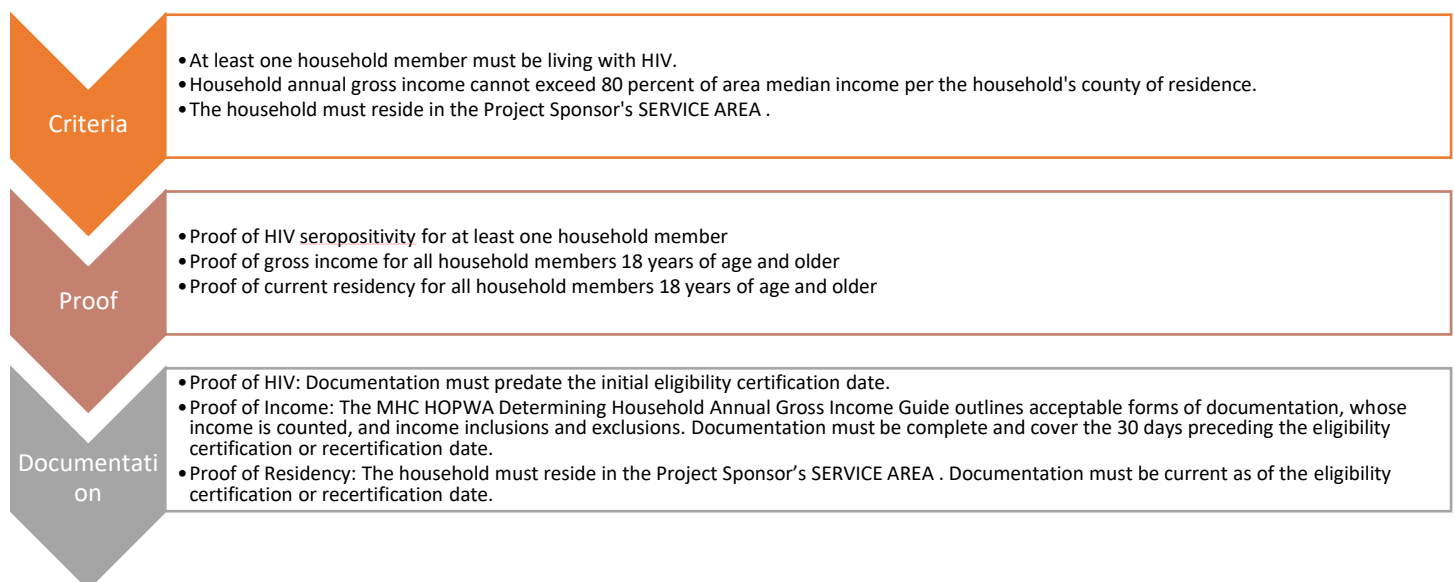 Criteria
•At least one household member must be living with HIV.
•Household annual gross income cannot exceed 80 percent of area median income per the household's county of residence.
•The household must reside in the Project Sponsor's SERVICE AREA .
Proof
•Proof of HIV seropositivity for at least one household member
•Proof of gross income for all household members 18 years of age and older
•Proof of current residency for all household members 18 years of age and older
Documentati
on
•Proof of HIV: Documentation must predate the initial eligibility certification date.
•Proof of Income: The MHC HOPWA Determining Household Annual Gross Income Guide outlines acceptable forms of documentation, whose
income is counted, and income inclusions and exclusions. Documentation must be complete and cover the 30 days preceding the eligibility
certification or recertification date.
•Proof of Residency: The household must reside in the Project Sponsor’s SERVICE AREA . Documentation must be current as of the eligibility
certification or recertification date.